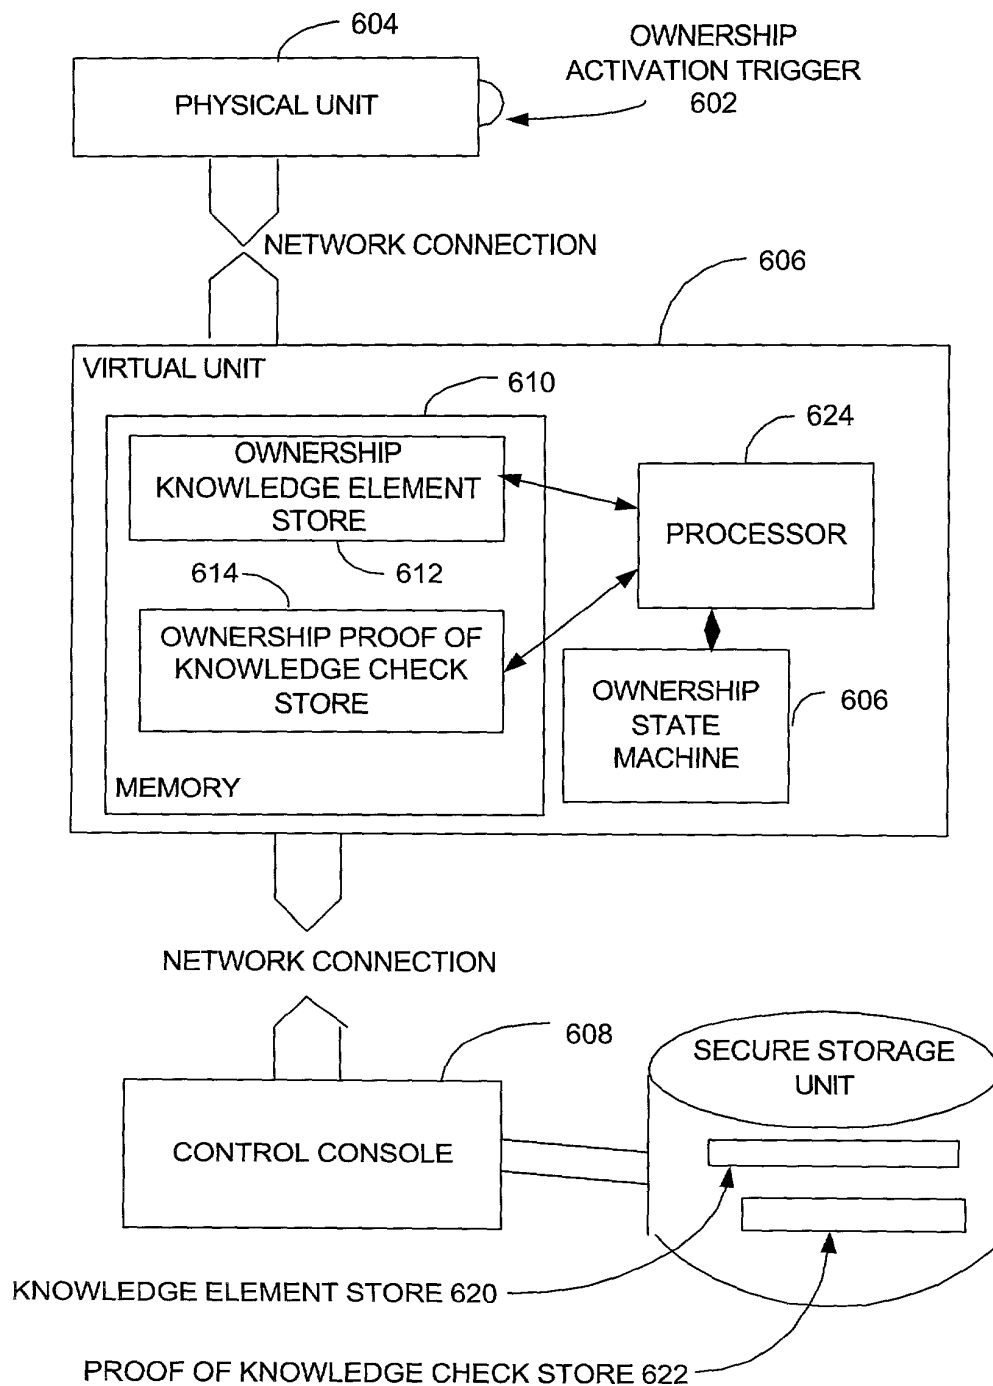 604
OWNERSHIP
ACTIVATION TRIGGER
602
PHYSICAL UNIT
NETWORK CONNECTION
606
VIRTUAL UNIT
610
OWNERSHIP
KNOWLEDGE ELEMENT
STORE
624
PROCESSOR
614
612
OWNERSHIP PROOF OF
KNOWLEDGE CHECK
STORE
OWNERSHIP
STATE
MACHINE
606
MEMORY
NETWORK CONNECTION
608
SECURE STORAGE
UNIT
CONTROL CONSOLE
KNOWLEDGE ELEMENT STORE 620
PROOF OF KNOWLEDGE CHECK STORE 622